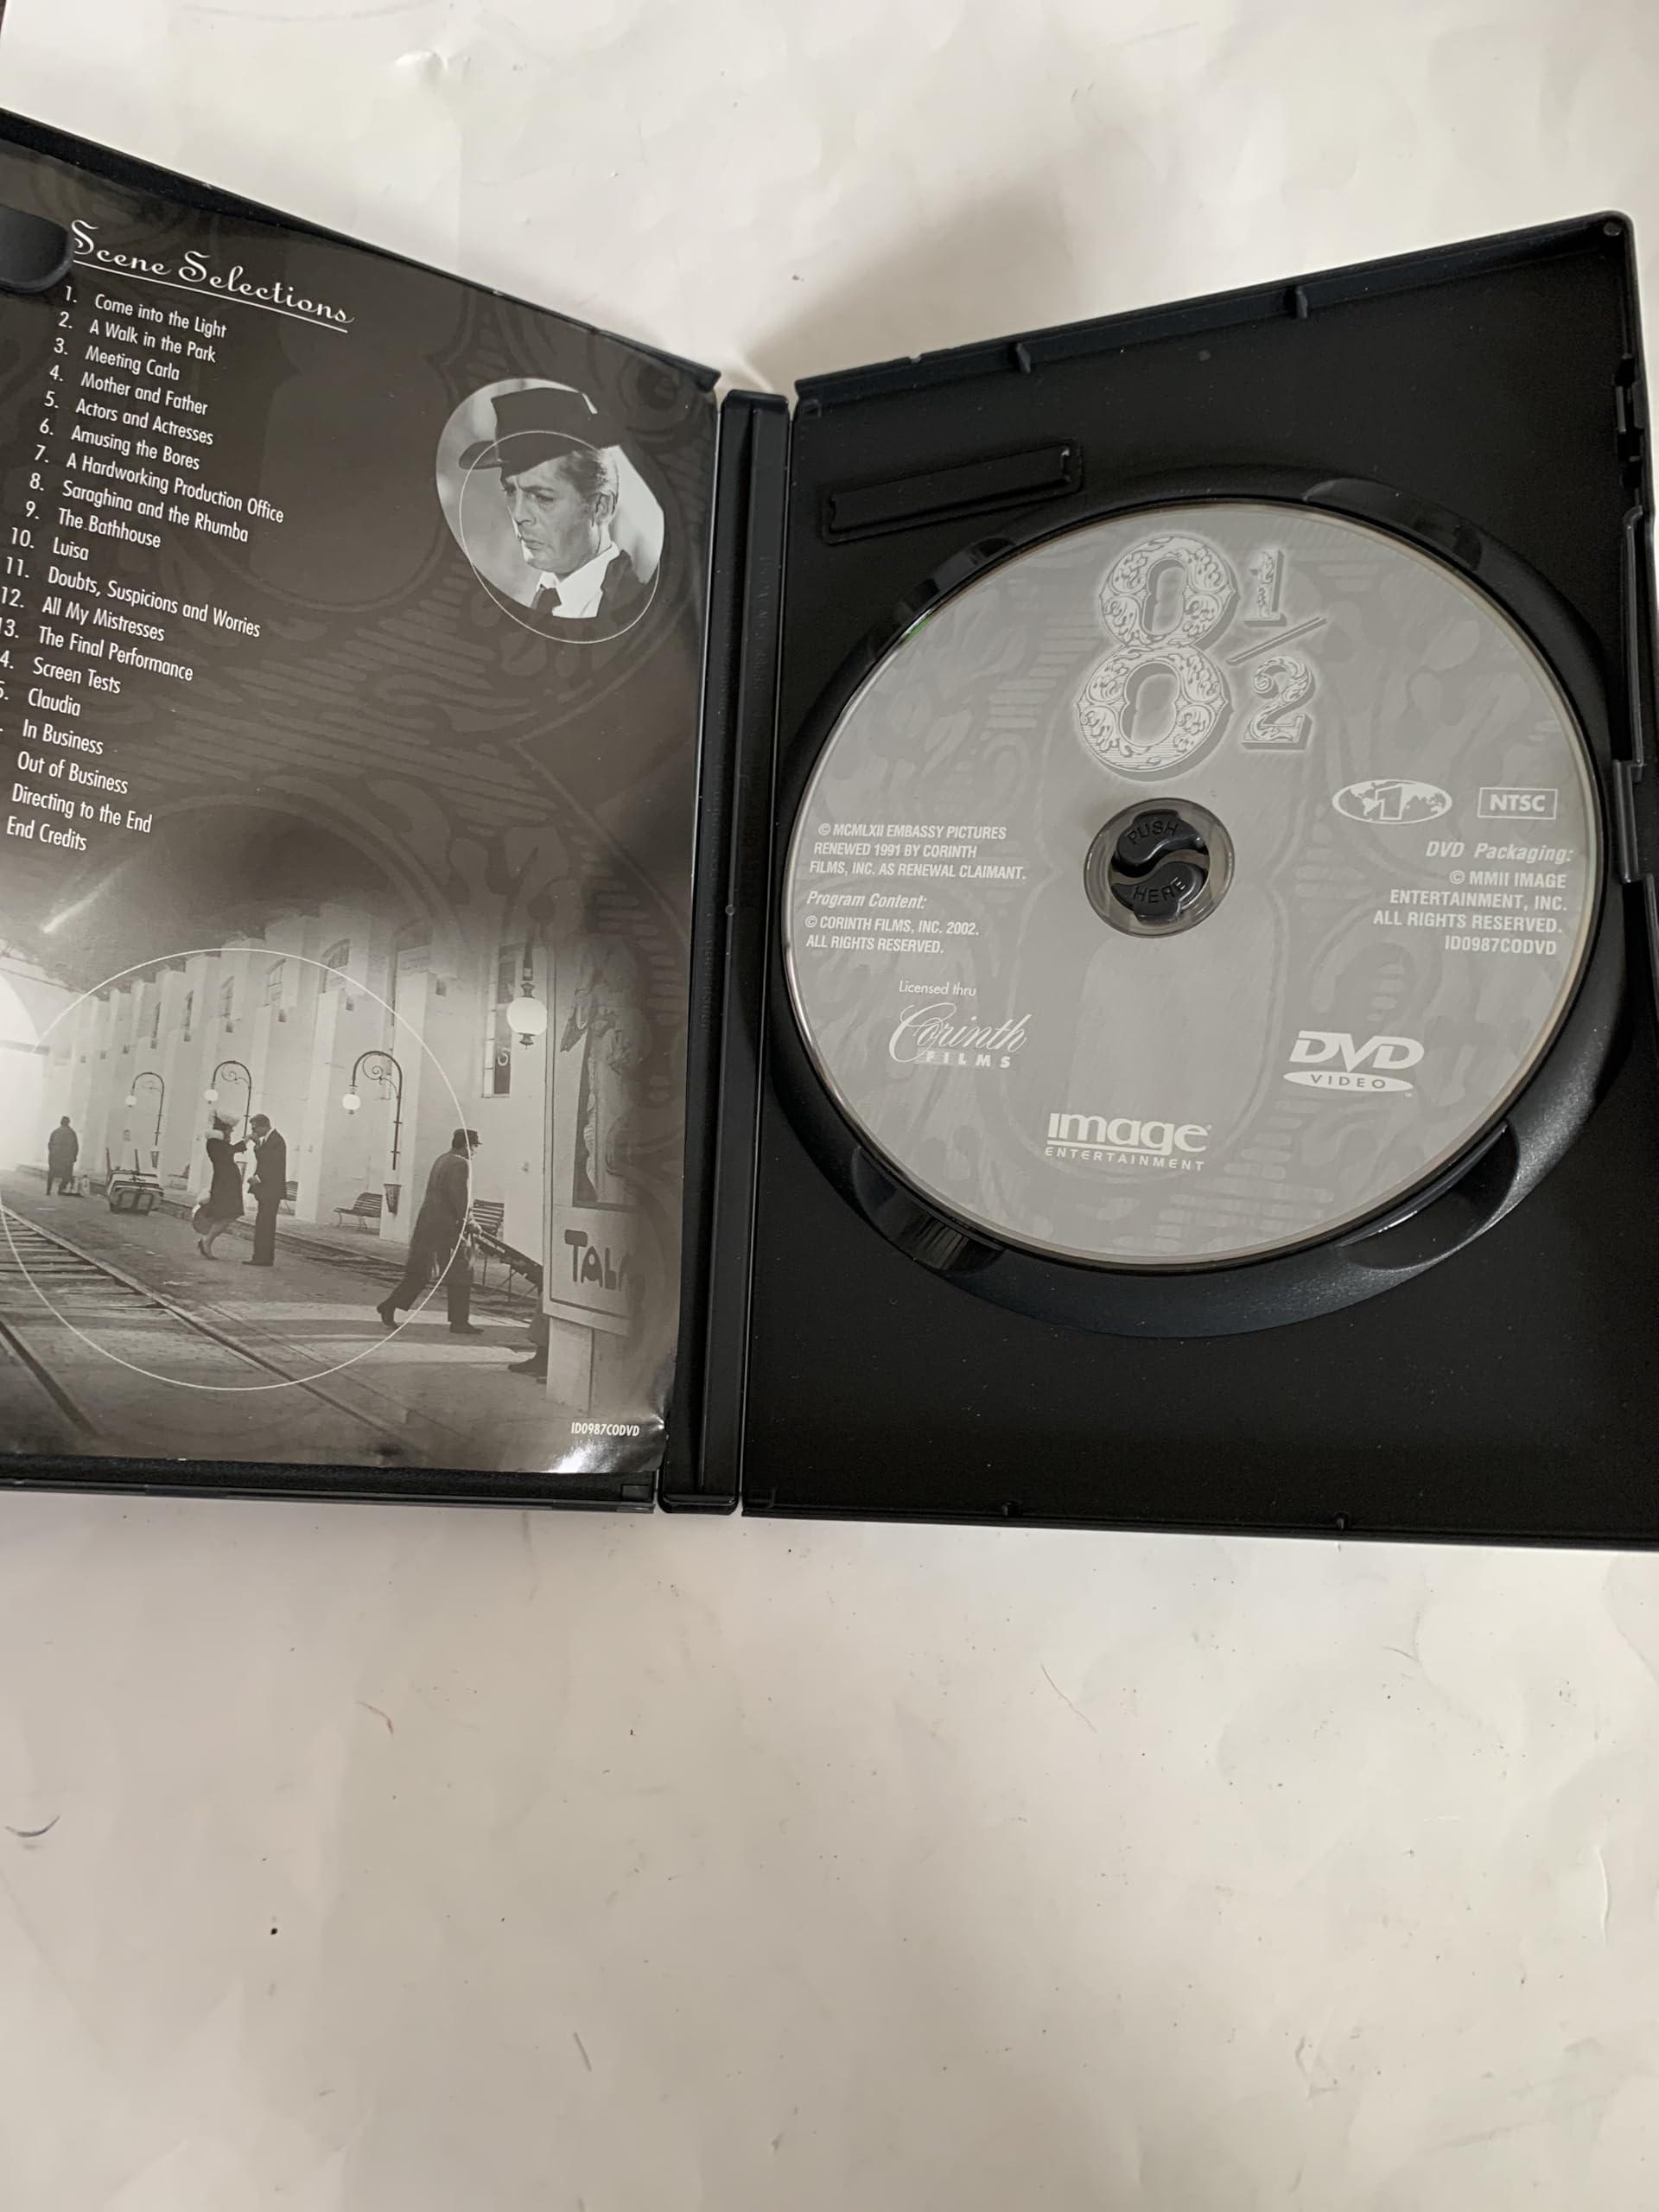 Scene Selections
1. Come into the Light
2. A Walk in the Park
3. Meeting Carla
4. Mother and Father
5. Actors and Actresses
6. Amusing the Bores
7. A Hardworking Production Office
8. Saraghina and the Rhumba
9. The Bathhouse
10. Luisa
11. Doubts, Suspicions and Worries
12. All My Mistresses
13. The Final Performance
4. Screen Tests
5. Claudia
In Business
Out of Business
Directing to the End
End Credits
ID0987CODVD
8 1/2
1
NTSC
© MCMLXII EMBASSY PICTURES
RENEWED 1991 BY CORINTH
FILMS, INC. AS RENEWAL CLAIMANT.
Program Content:
© CORINTH FILMS, INC. 2002.
ALL RIGHTS RESERVED.
Licensed thru
Corinth
FILMS
PUSH
HERE
DVD Packaging:
© MMII IMAGE
ENTERTAINMENT, INC.
ALL RIGHTS RESERVED.
ID0987CODVD
DVD
VIDEO
image
ENTERTAINMENT